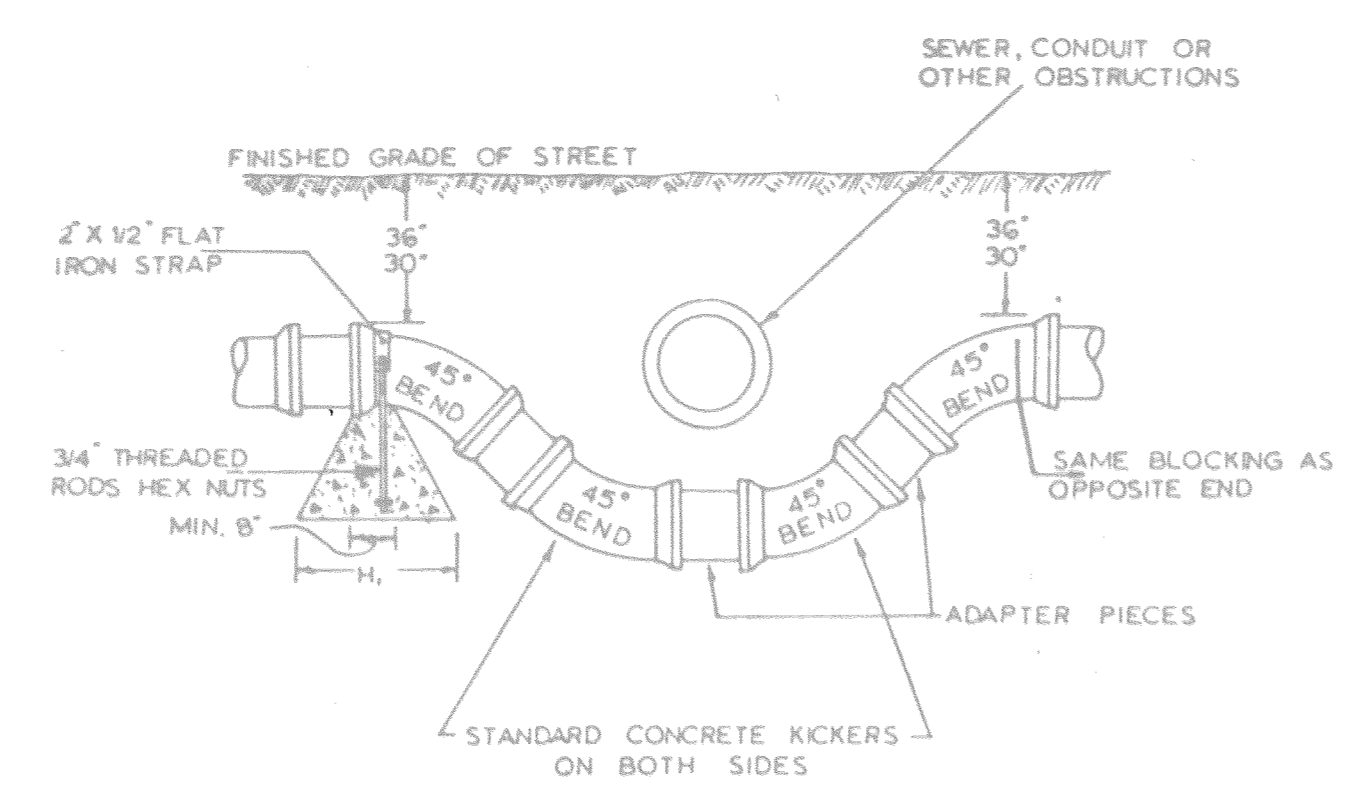 SEWER, CONDUIT OR
OTHER OBSTRUCTIONS
FINISHED GRADE OF STREET
2" X 1/2" FLAT
IRON STRAP
36"
30"
36"
30"
45°
BEND
45°
BEND
3/4" THREADED
RODS HEX NUTS
SAME BLOCKING AS
OPPOSITE END
45°
BEND
45°
BEND
MIN. 8"
H₁
ADAPTER PIECES
STANDARD CONCRETE KICKERS
ON BOTH SIDES